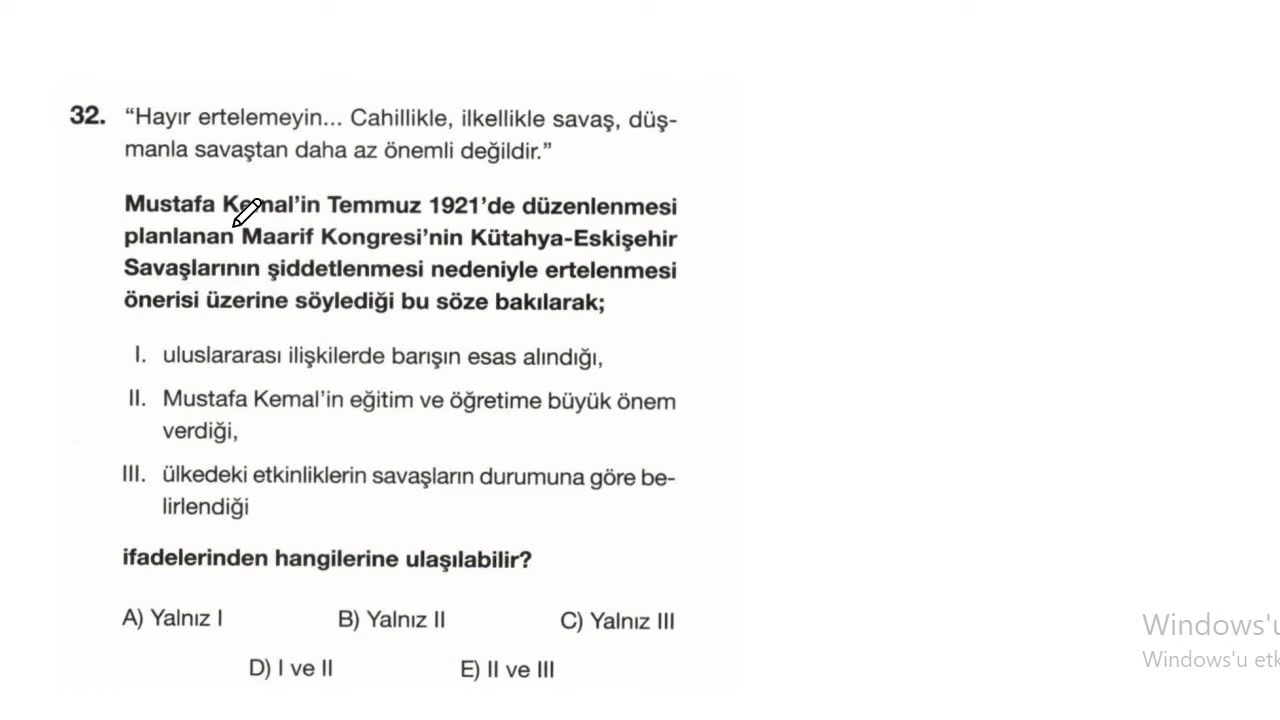 32. “Hayır ertelemeyin... Cahillikle, ilkellikle savaş, düş-
manla savaştan daha az önemli değildir.”
Mustafa Kemal’in Temmuz 1921’de düzenlenmesi
planlanan Maarif Kongresi’nin Kütahya-Eskişehir
Savaşlarının şiddetlenmesi nedeniyle ertelenmesi
önerisi üzerine söylediği bu söze bakılarak;
I. uluslararası ilişkilerde barışın esas alındığı,
II. Mustafa Kemal’in eğitim ve öğretime büyük önem
verdiği,
III. ülkedeki etkinliklerin savaşların durumuna göre be-
lirlendiği
ifadelerinden hangilerine ulaşılabilir?
A) Yalnız I B) Yalnız II C) Yalnız III
D) I ve II E) II ve III
Windows'u
Windows'u etk